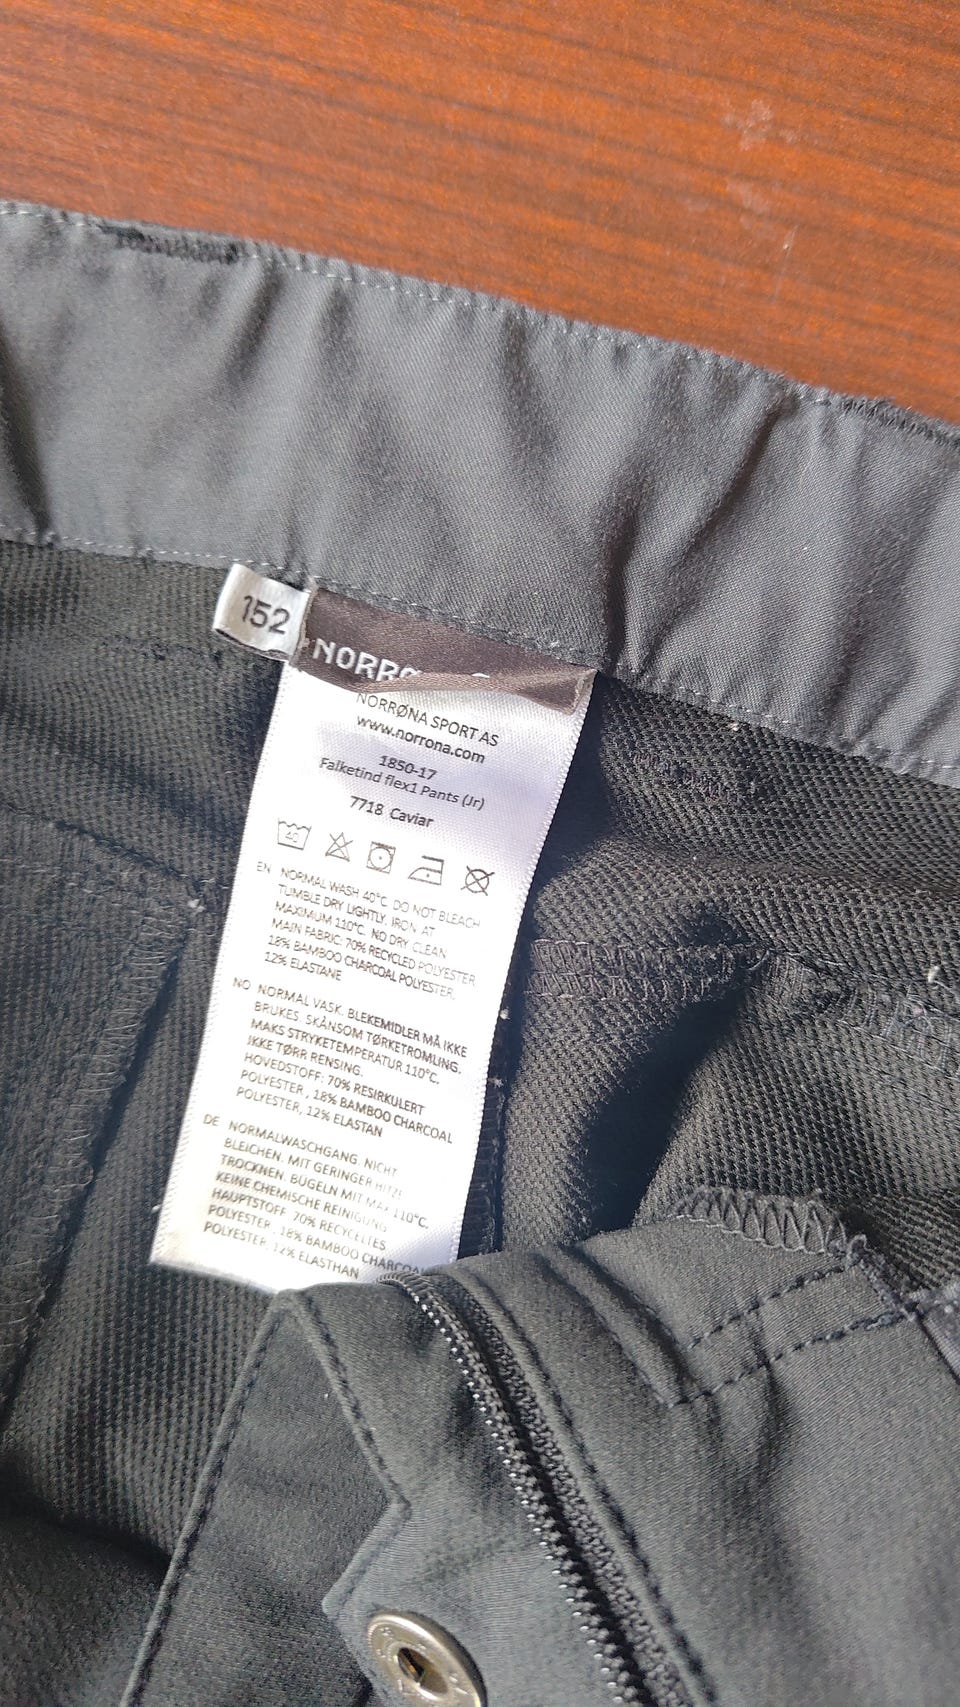 152
NORR
NORRØNA SPORT AS
www.norrona.com
1850-17
Falketind flex1 Pants (Jr)
7718 Caviar
40
EN NORMAL WASH 40°C. DO NOT BLEACH
TUMBLE DRY LIGHTLY. IRON AT
MAXIMUM 110°C. NO DRY CLEAN
MAIN FABRIC: 70% RECYCLED POLYESTER
18% BAMBOO CHARCOAL POLYESTER,
12% ELASTANE
NO NORMAL VASK. BLEKEMIDLER MÅ IKKE
BRUKES. SKÅNSOM TØRKETROMLING.
MAKS STRYKETEMPERATUR 110°C.
IKKE TØRR RENSING.
HOVEDSTOFF: 70% RESIRKULERT
POLYESTER , 18% BAMBOO CHARCOAL
POLYESTER, 12% ELASTAN
DE NORMALWASCHGANG. NICHT
BLEICHEN. MIT GERINGER HITZE
TROCKNEN. BÜGELN MIT MAX 110°C.
KEINE CHEMISCHE REINIGUNG
HAUPTSTOFF: 70% RECYCELTES
POLYESTER , 18% BAMBOO CHARCOAL
POLYESTER, 12% ELASTHAN